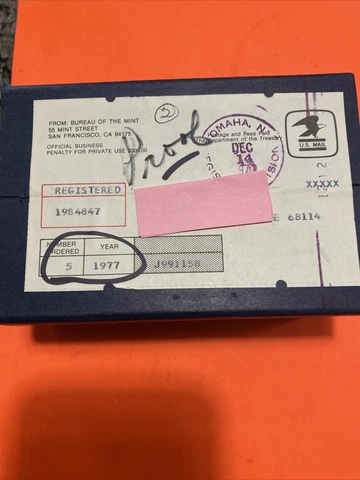 2
FROM: BUREAU OF THE MINT
55 MINT STREET
SAN FRANCISCO, CA 94175
OFFICIAL BUSINESS
PENALTY FOR PRIVATE USE $300.00
Proof
OMAHA, N
DEC
14
Postage and Fees Paid
Department of the Treasury
U.S. MAIL
REGISTERED
1984847
XXXXX
E 68114
NUMBER
ORDERED
YEAR
5
1977
J991158